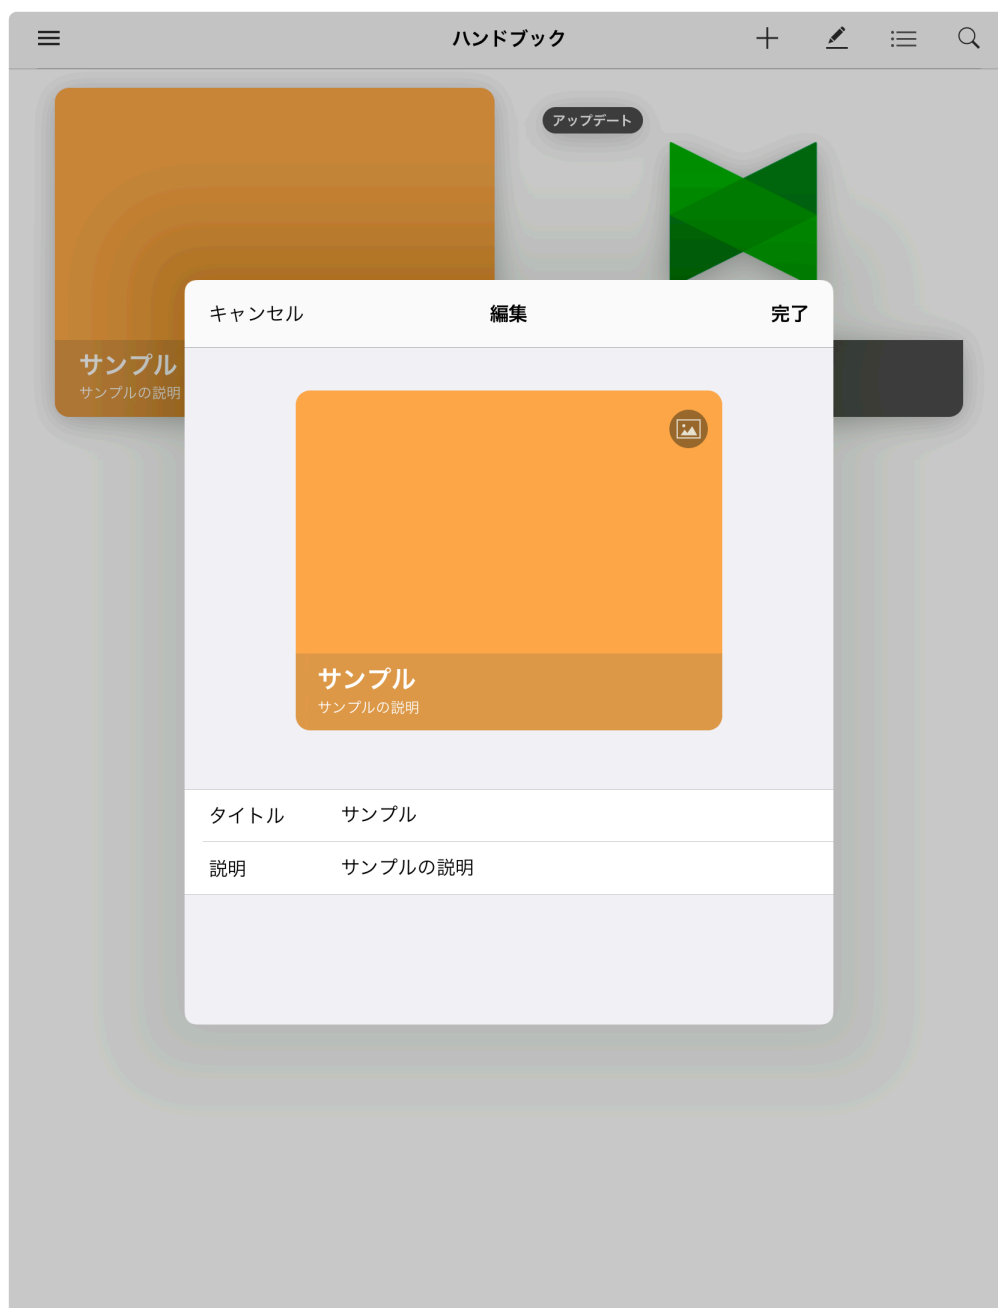 ハンドブック
アップデート
サンプル
サンプルの説明
キャンセル
編集
完了
サンプル
サンプルの説明
タイトル
サンプル
説明
サンプルの説明